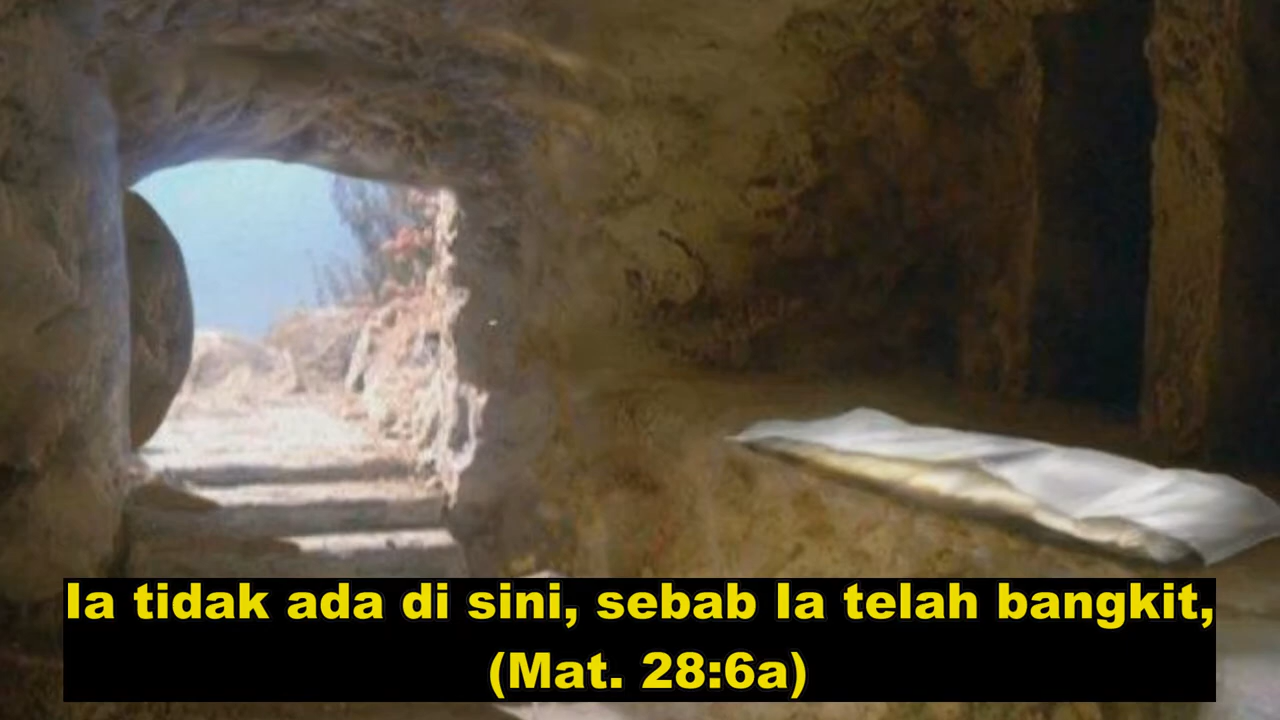 Ia tidak ada di sini, sebab Ia telah bangkit,
(Mat. 28:6a)